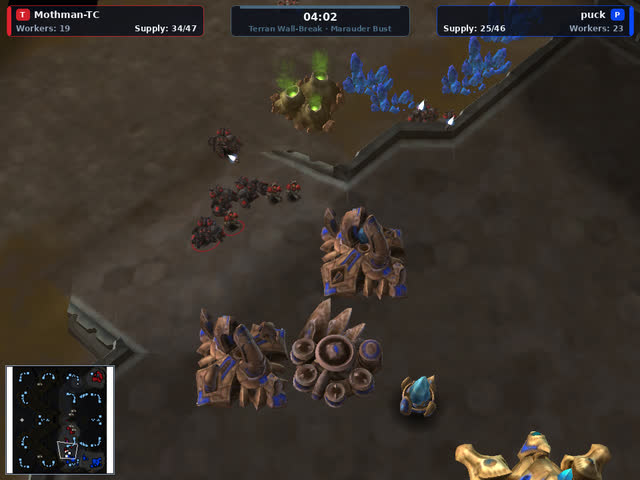 T Mothman-TC
Workers: 19 Supply: 34/47
04:02
Terran Wall-Break - Marauder Bust
puck P
Supply: 25/46 Workers: 23